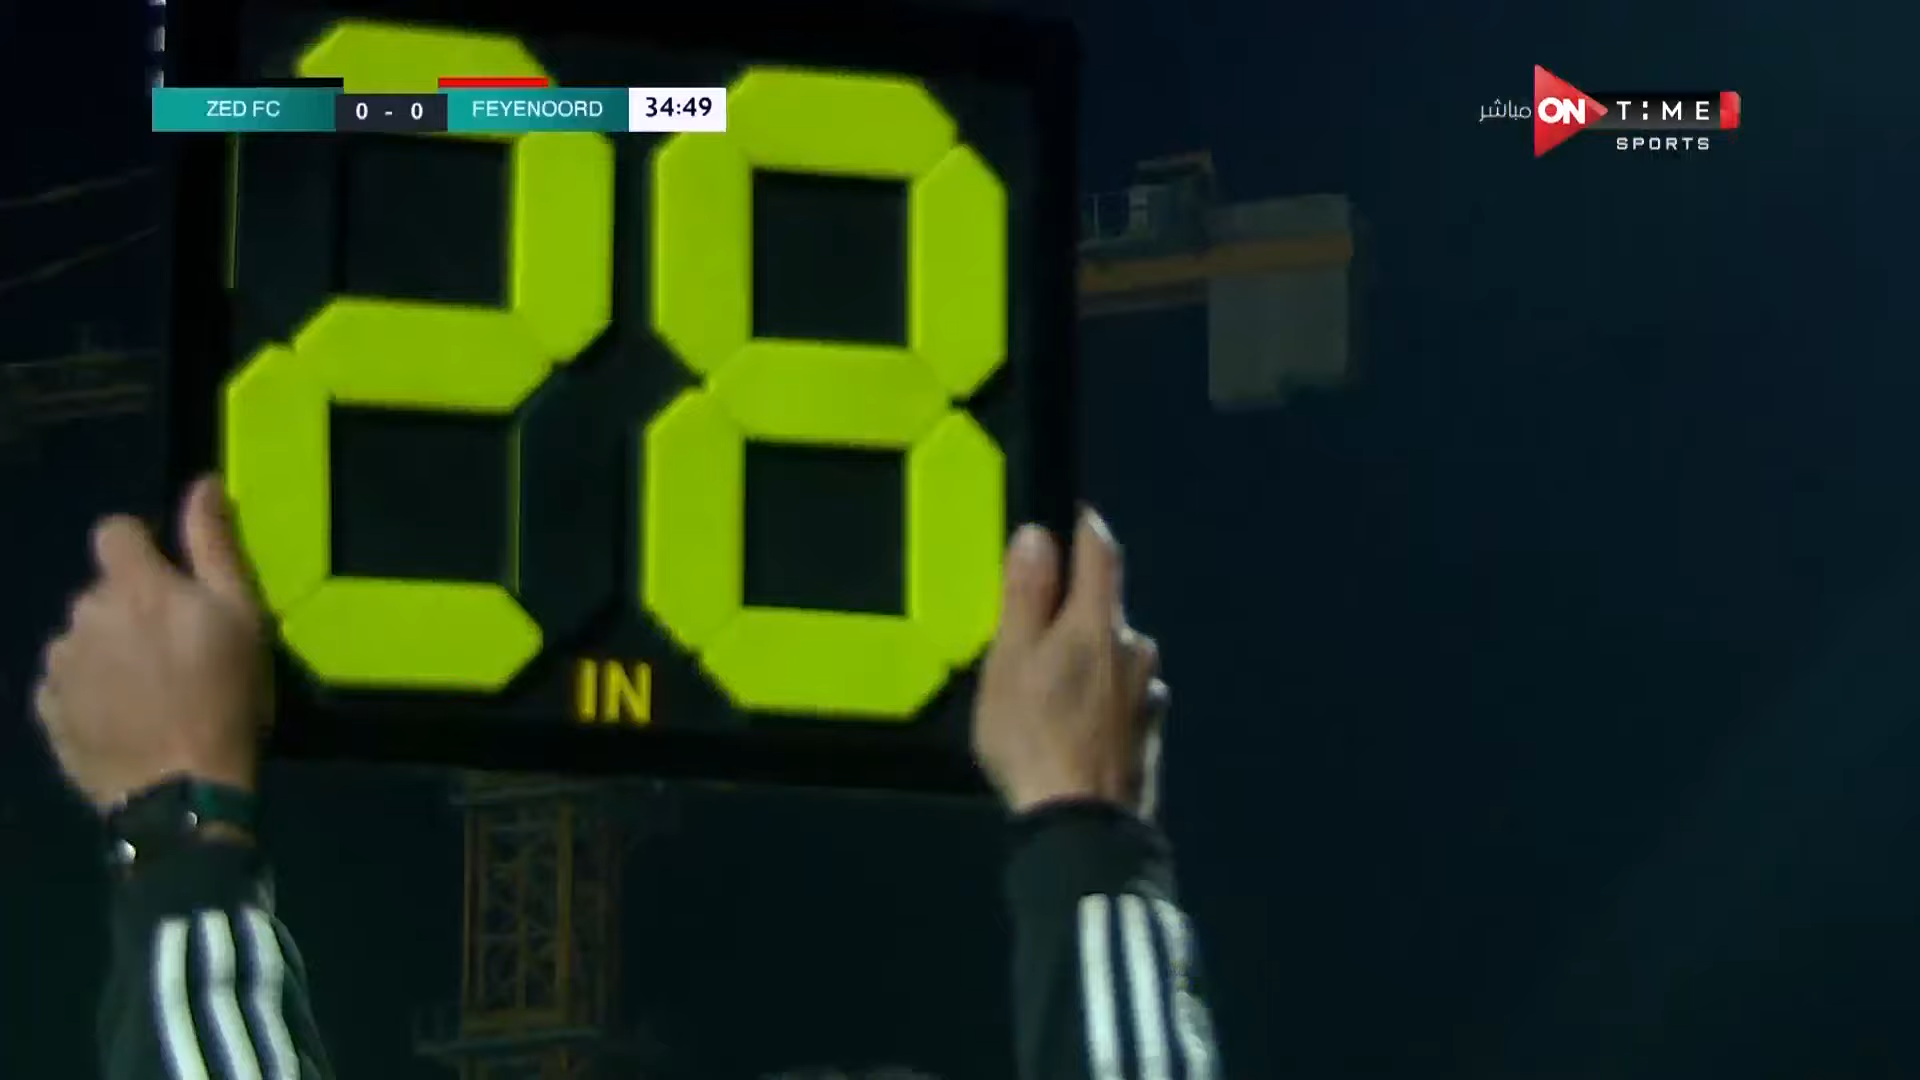 ZED FC 0 - 0 FEYENOORD 34:49
مباشر ON TIME
SPORTS
28
IN